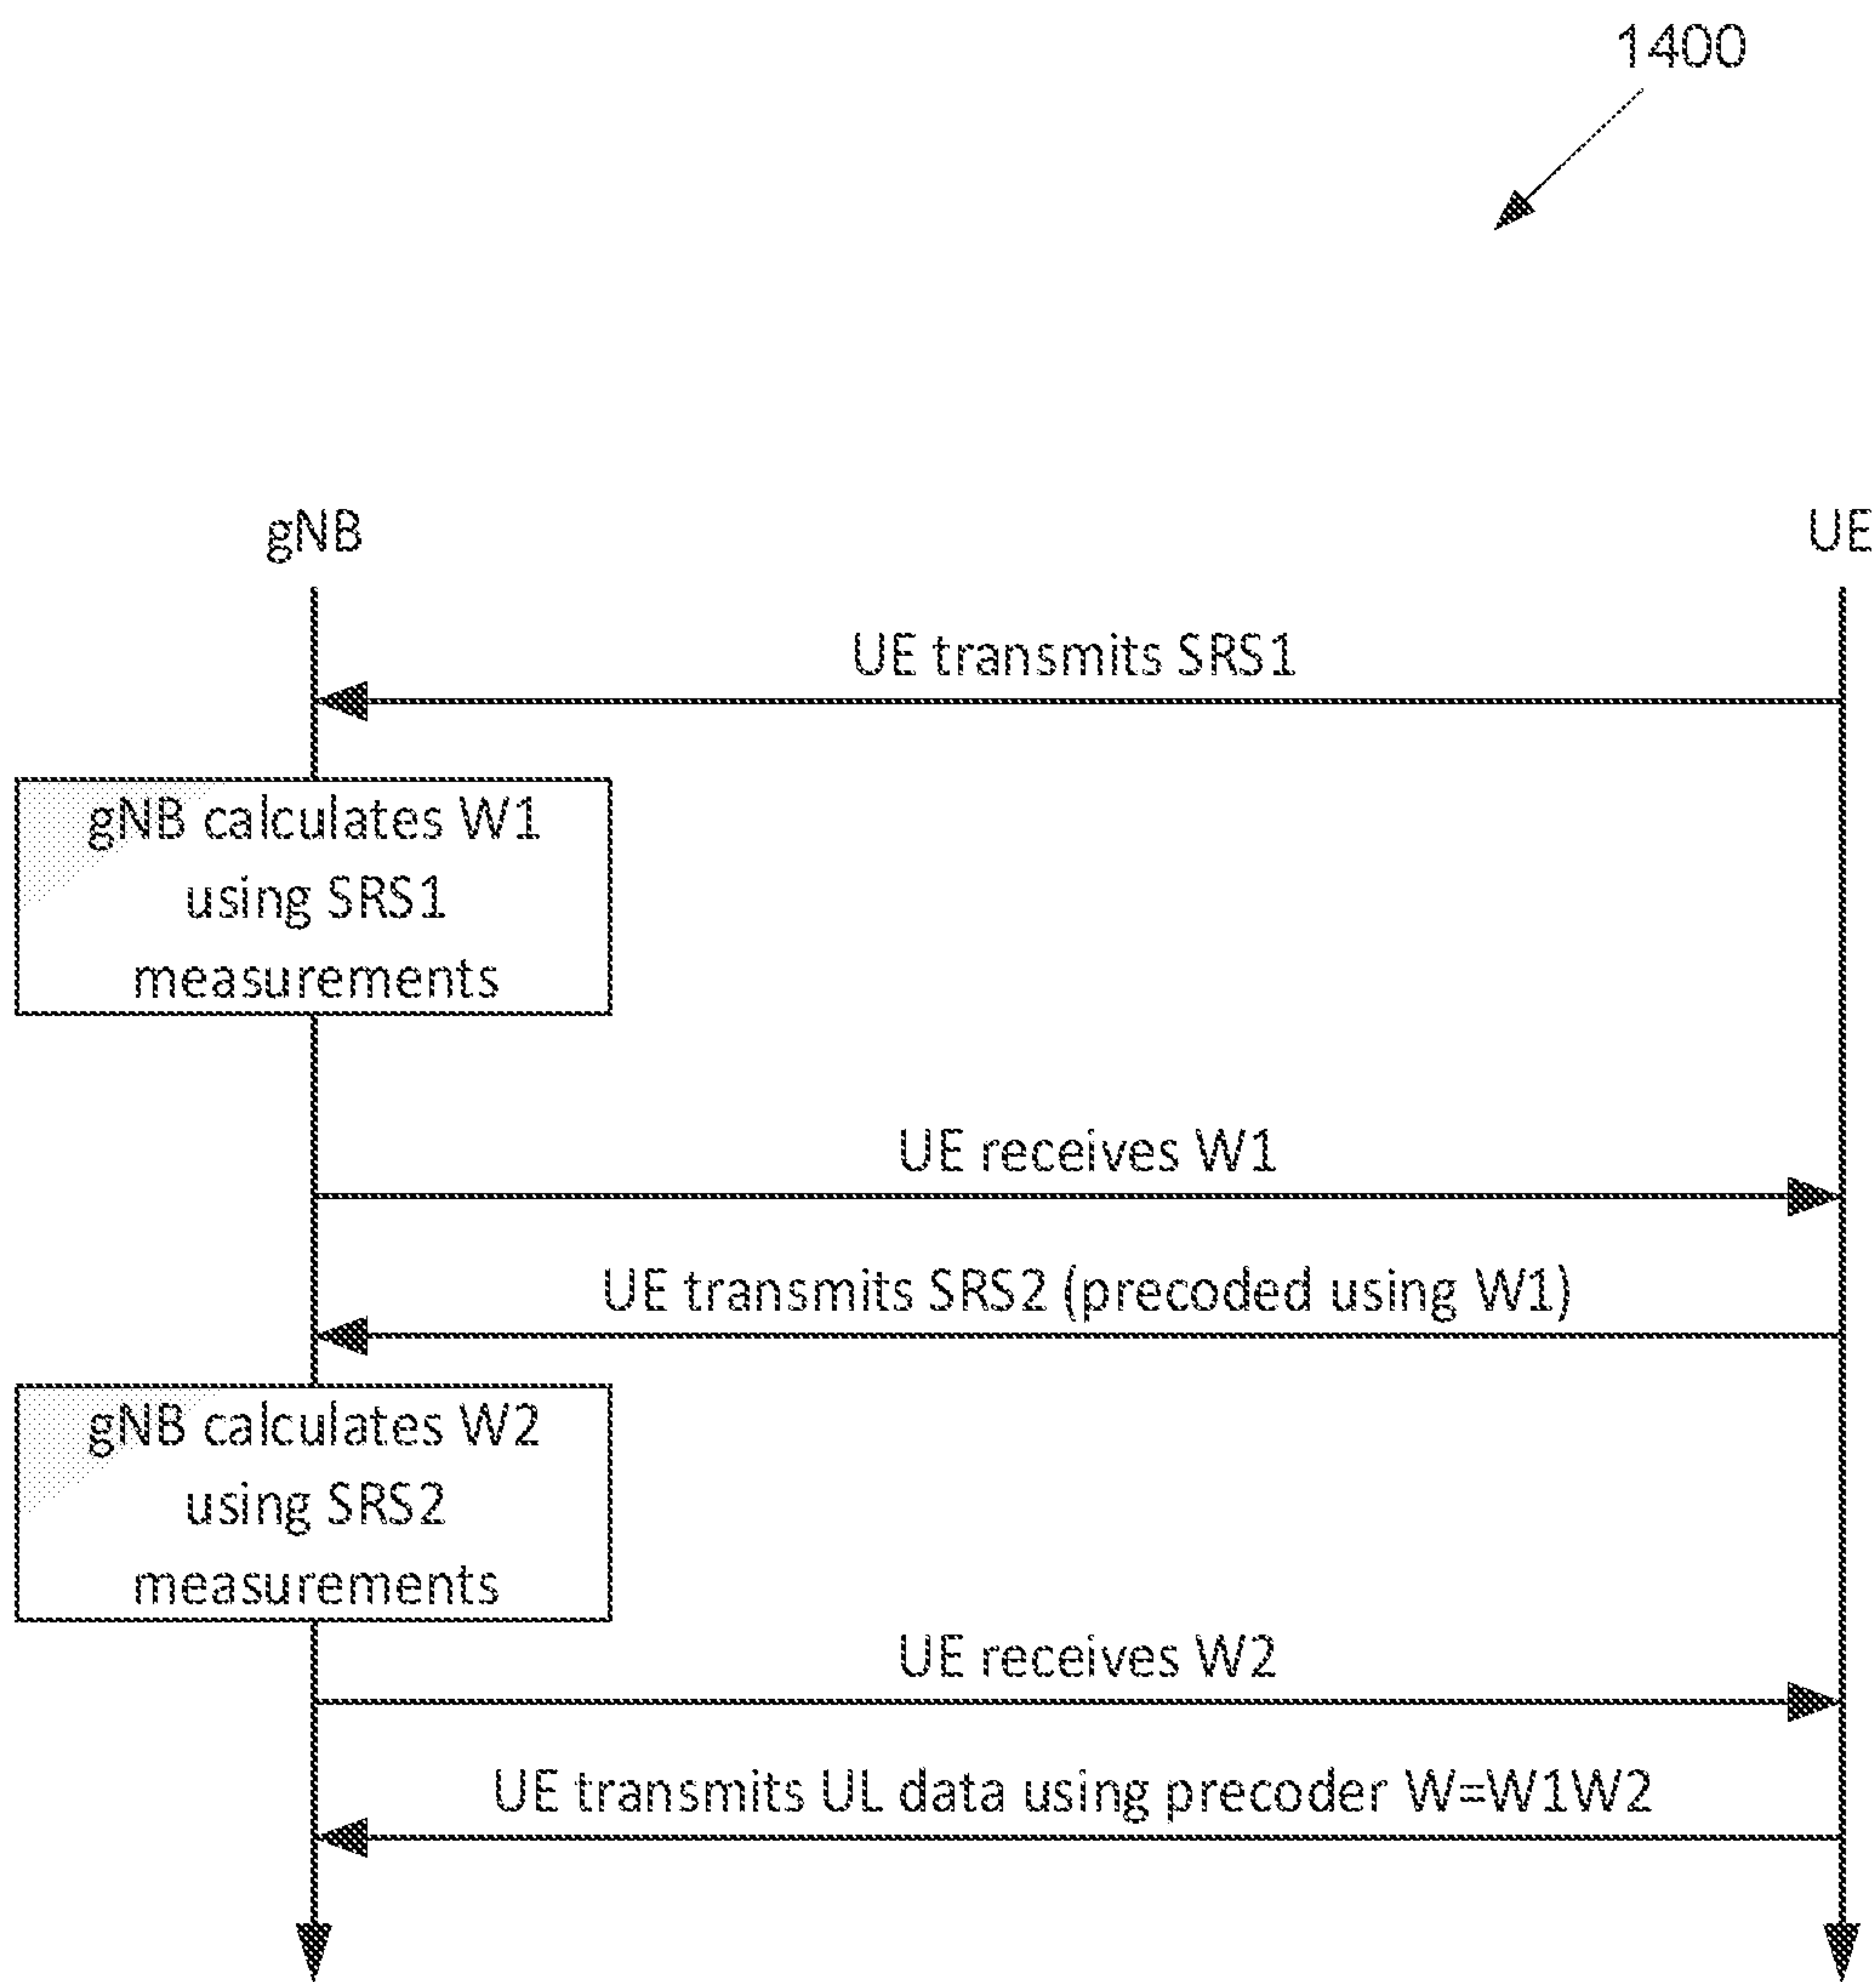 1400
gNB
UE
UE transmits SRS1
gNB calculates W1
using SRS1
measurements
UE receives W1
UE transmits SRS2 (precoded using W1)
gNB calculates W2
using SRS2
measurements
UE receives W2
UE transmits UL data using precoder W=W1W2